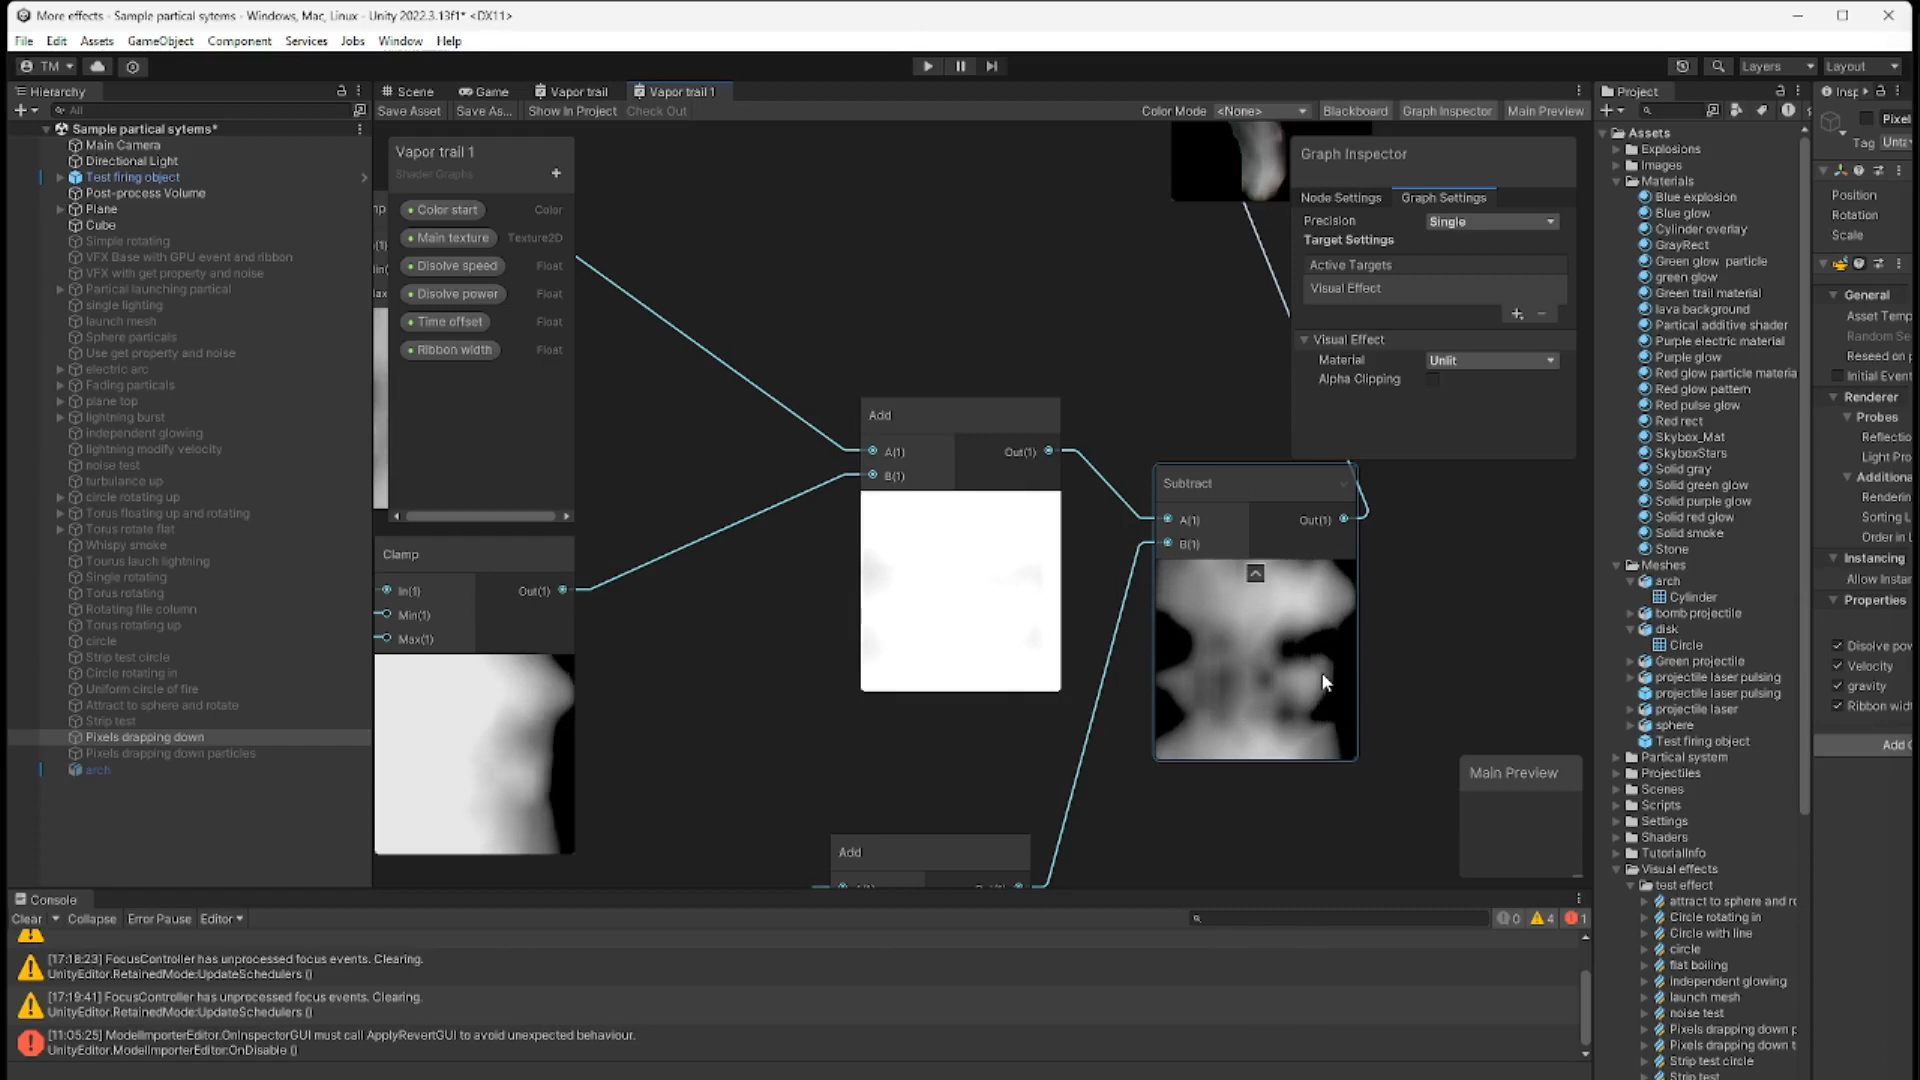 More effects - Sample partical sytems - Windows, Mac, Linux - Unity 2022.3.13f1* <DX11>
File Edit Assets GameObject Component Services Jobs Window Help
TM Layers Layout
Hierarchy
All
Sample partical sytems*
Main Camera
Directional Light
Test firing object
Post-process Volume
Plane
Cube
Simple rotating
VFX Base with GPU event and ribbon
VFX with get property and noise
Partical launching partical
single lighting
launch mesh
Sphere particals
Use get property and noise
electric arc
Fading particals
plane top
lightning burst
independent glowing
lightning modify velocity
noise test
turbulance up
circle rotating up
Torus floating up and rotating
Torus rotate flat
Whispy smoke
Tourus lauch lightning
Single rotating
Torus rotating
Rotating file column
Torus rotating up
circle
Strip test circle
Circle rotating in
Uniform circle of fire
Attract to sphere and rotate
Strip test
Pixels drapping down
Pixels drapping down particles
arch
Scene Game Vapor trail Vapor trail 1
Save Asset Save As... Show In Project Check Out Color Mode <None> Blackboard Graph Inspector Main Preview
Vapor trail 1
Shader Graphs
Color start Color
Main texture Texture2D
Disolve speed Float
Disolve power Float
Time offset Float
Ribbon width Float
Clamp
In(1) Out(1)
Min(1)
Max(1)
Add
A(1) Out(1)
B(1)
Subtract
A(1) Out(1)
B(1)
Add
Graph Inspector
Node Settings Graph Settings
Precision Single
Target Settings
Active Targets
Visual Effect
Visual Effect
Material Unlit
Alpha Clipping
Main Preview
Project
Assets
Explosions
Images
Materials
Blue explosion
Blue glow
Cylinder overlay
GrayRect
Green glow particle
green glow
Green trail material
lava background
Partical additive shader
Purple electric material
Purple glow
Red glow particle materia
Red glow pattern
Red pulse glow
Red rect
Skybox_Mat
SkyboxStars
Solid gray
Solid green glow
Solid purple glow
Solid red glow
Solid smoke
Stone
Meshes
arch
Cylinder
bomb projectile
disk
Circle
Green projectile
projectile laser pulsing
projectile laser pulsing
projectile laser
sphere
Test firing object
Partical system
Projectiles
Scenes
Scripts
Settings
Shaders
TutorialInfo
Visual effects
test effect
attract to sphere and ro
Circle rotating in
Circle with line
circle
flat boiling
independent glowing
launch mesh
noise test
Pixels drapping down p
Pixels drapping down t
Strip test circle
Strip test
Insp
Pixel
Tag Unta
Position
Rotation
Scale
General
Asset Temp
Random Se
Reseed on p
Initial Event
Renderer
Probes
Reflectio
Light Pro
Additiona
Renderin
Sorting L
Order in L
Instancing
Allow Instar
Properties
Disolve pov
Velocity
gravity
Ribbon widt
Add C
Console
Clear Collapse Error Pause Editor 0 4 1
[17:18:23] FocusController has unprocessed focus events. Clearing.
UnityEditor.RetainedMode:UpdateSchedulers ()
[17:19:41] FocusController has unprocessed focus events. Clearing.
UnityEditor.RetainedMode:UpdateSchedulers ()
[11:05:25] ModelImporterEditor.OnInspectorGUI must call ApplyRevertGUI to avoid unexpected behaviour.
UnityEditor.ModelImporterEditor:OnDisable ()